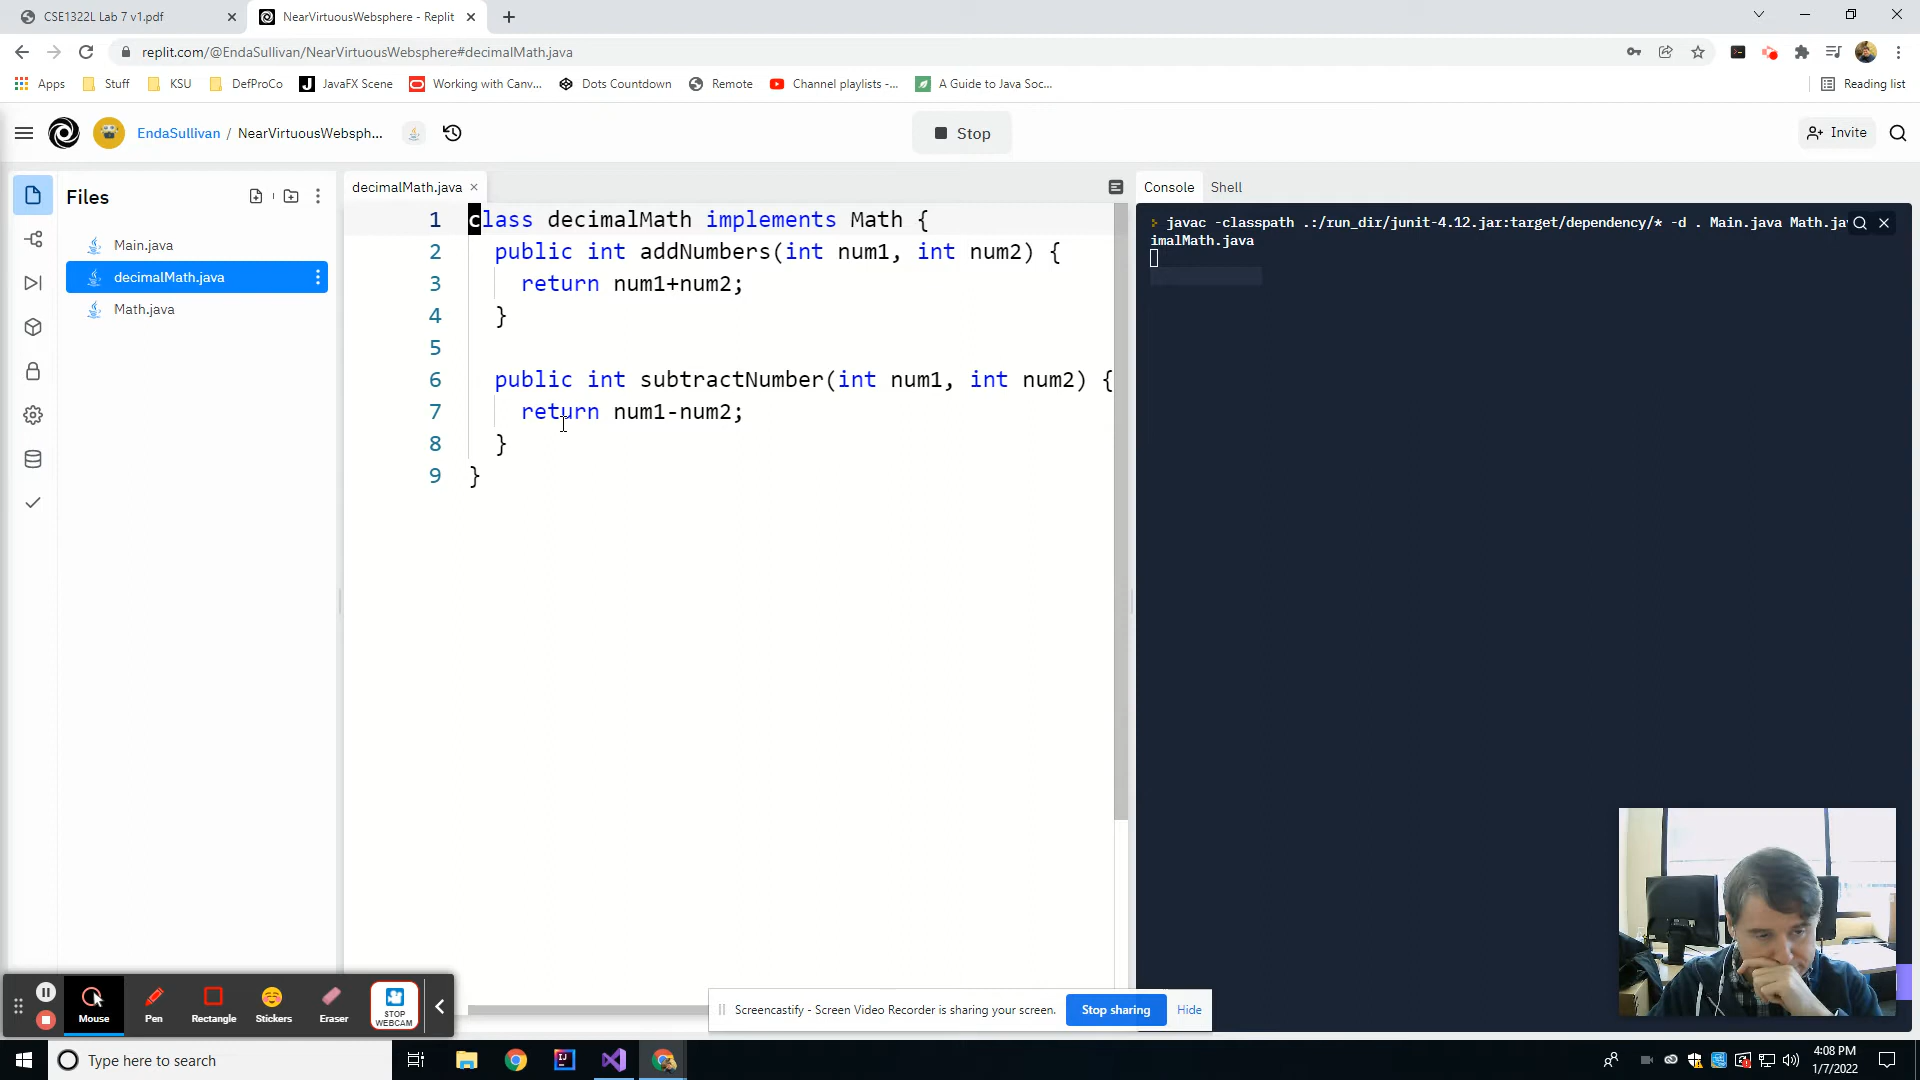 CSE1322L Lab 7 v1.pdf
NearVirtuousWebsphere - Replit
replit.com/@EndaSullivan/NearVirtuousWebsphere#decimalMath.java
Apps
Stuff
KSU
DefProCo
JavaFX Scene
Working with Canv...
Dots Countdown
Remote
Channel playlists -...
A Guide to Java Soc...
Reading list
EndaSullivan / NearVirtuousWebsph...
Stop
Invite
Files
Main.java
decimalMath.java
Math.java
decimalMath.java
1 class decimalMath implements Math {
2 public int addNumbers(int num1, int num2) {
3 return num1+num2;
4 }
5
6 public int subtractNumber(int num1, int num2) {
7 return num1-num2;
8 }
9 }
Console
Shell
javac -classpath .:/run_dir/junit-4.12.jar:target/dependency/* -d . Main.java Math.jav
imalMath.java
Mouse
Pen
Rectangle
Stickers
Eraser
STOP
WEBCAM
Screencastify - Screen Video Recorder is sharing your screen.
Stop sharing
Hide
Type here to search
4:08 PM
1/7/2022